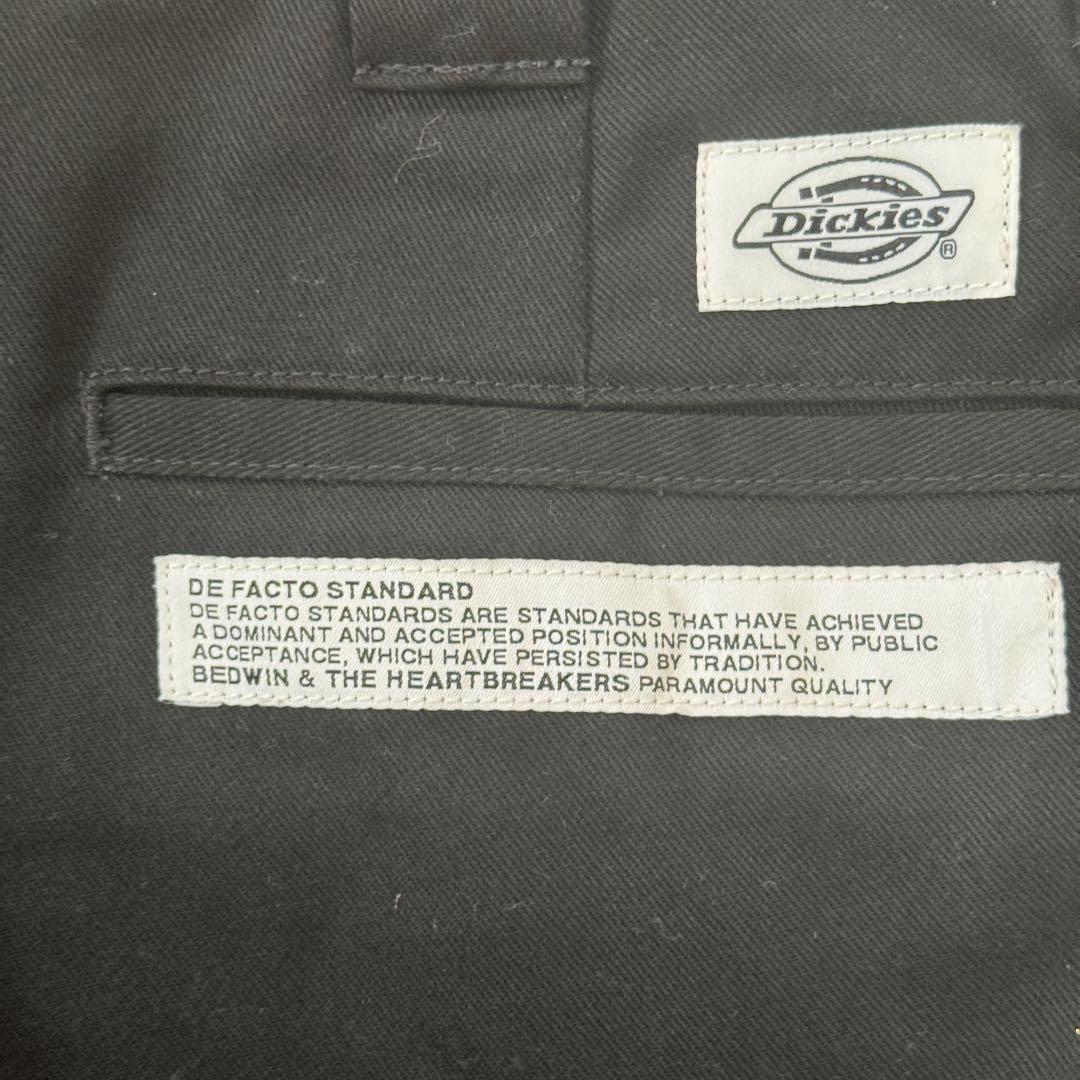 Dickies
®
DE FACTO STANDARD
DE FACTO STANDARDS ARE STANDARDS THAT HAVE ACHIEVED
A DOMINANT AND ACCEPTED POSITION INFORMALLY, BY PUBLIC
ACCEPTANCE, WHICH HAVE PERSISTED BY TRADITION.
BEDWIN & THE HEARTBREAKERS PARAMOUNT QUALITY